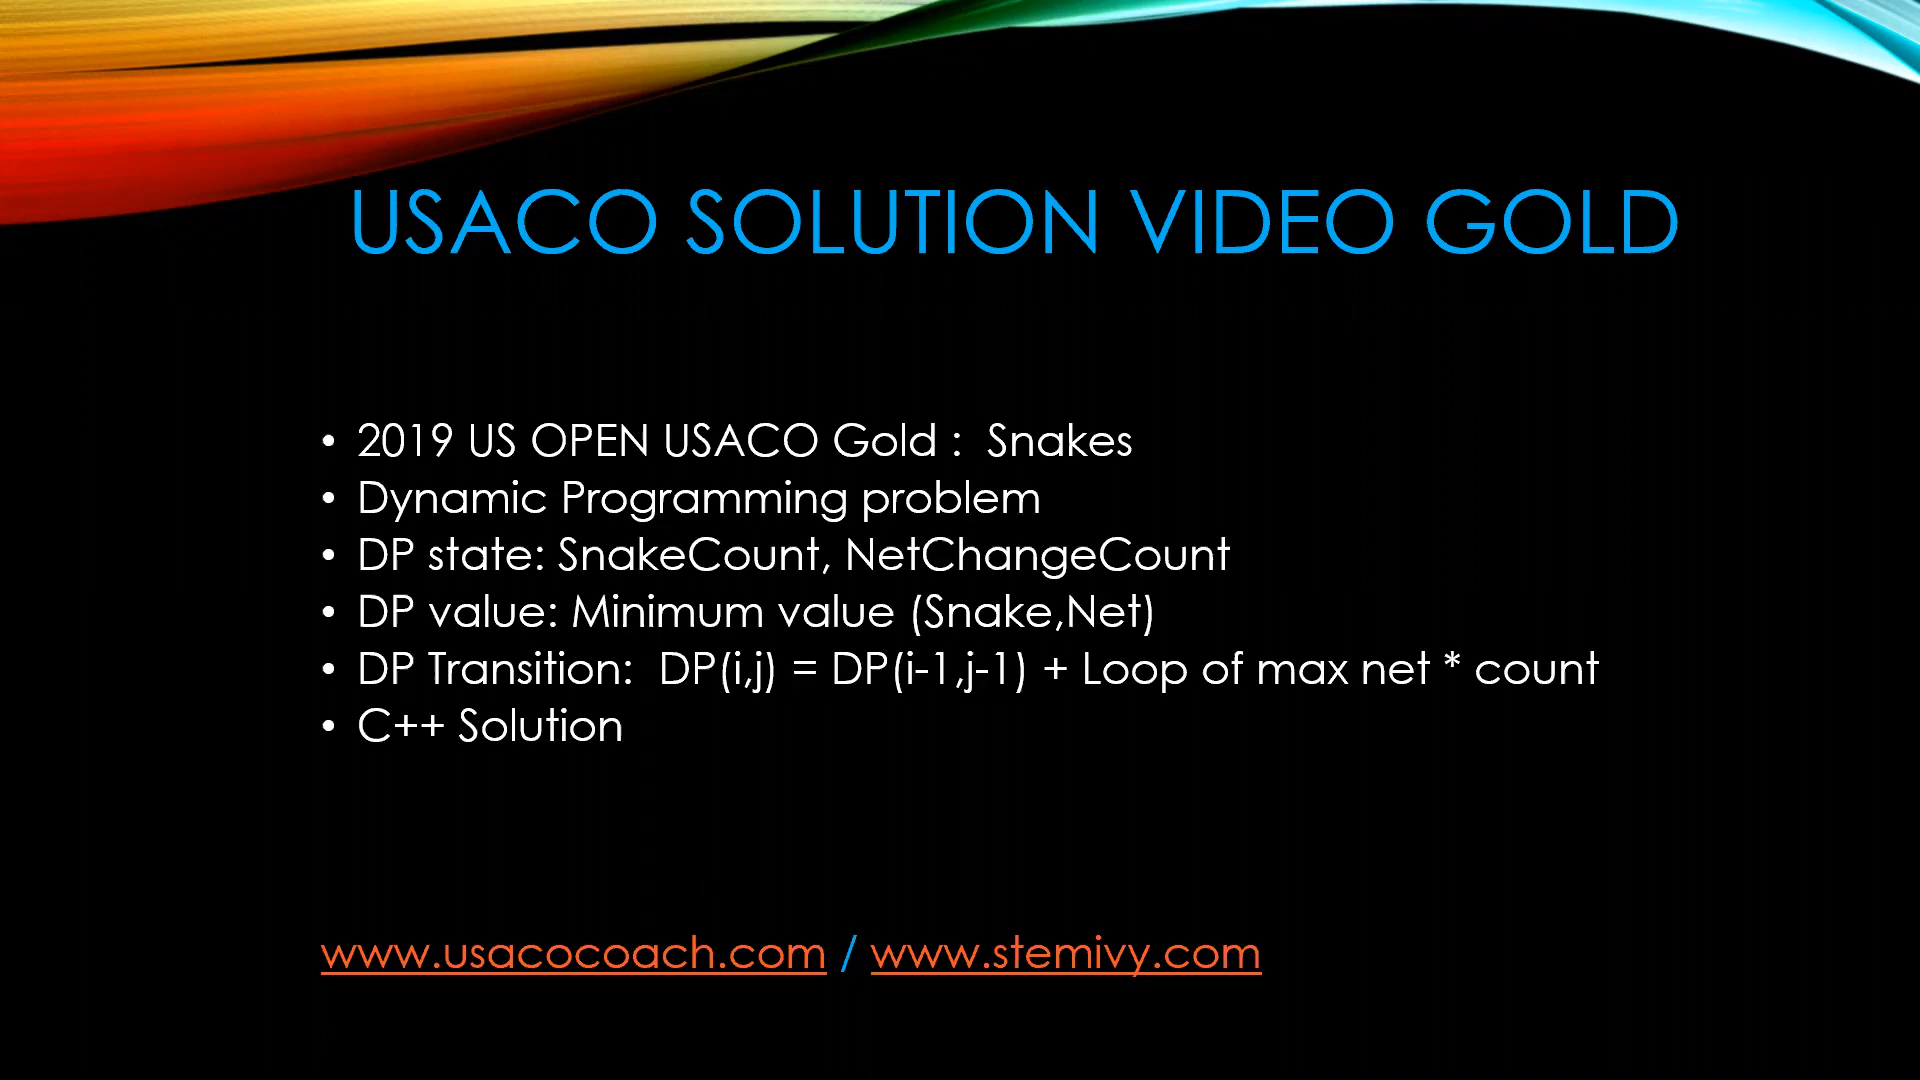 USACO SOLUTION VIDEO GOLD
• 2019 US OPEN USACO Gold :  Snakes
• Dynamic Programming problem
• DP state: SnakeCount, NetChangeCount
• DP value: Minimum value (Snake,Net)
• DP Transition:  DP(i,j) = DP(i-1,j-1) + Loop of max net * count
• C++ Solution
www.usacocoach.com / www.stemivy.com